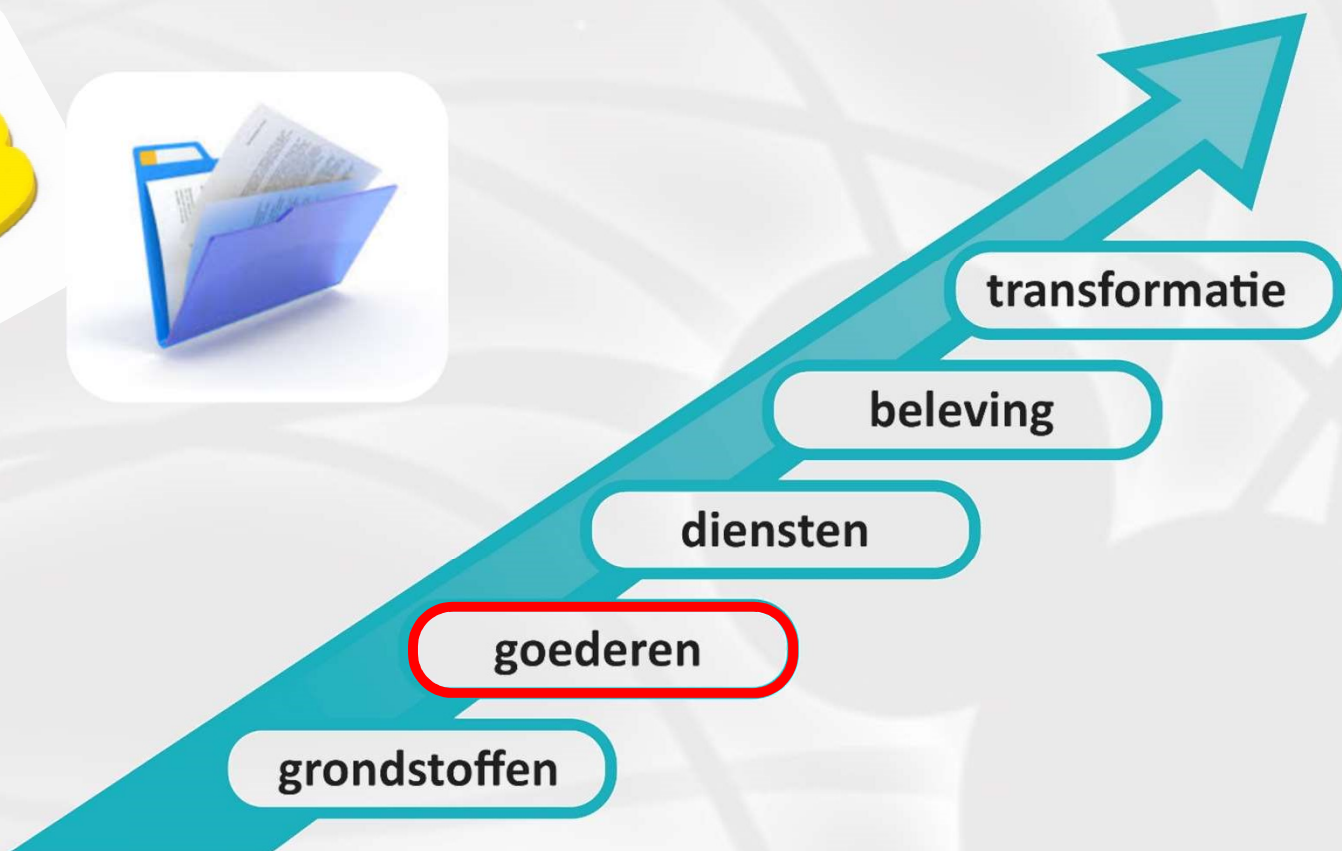 transformatie
beleving
diensten
goederen
grondstoffen